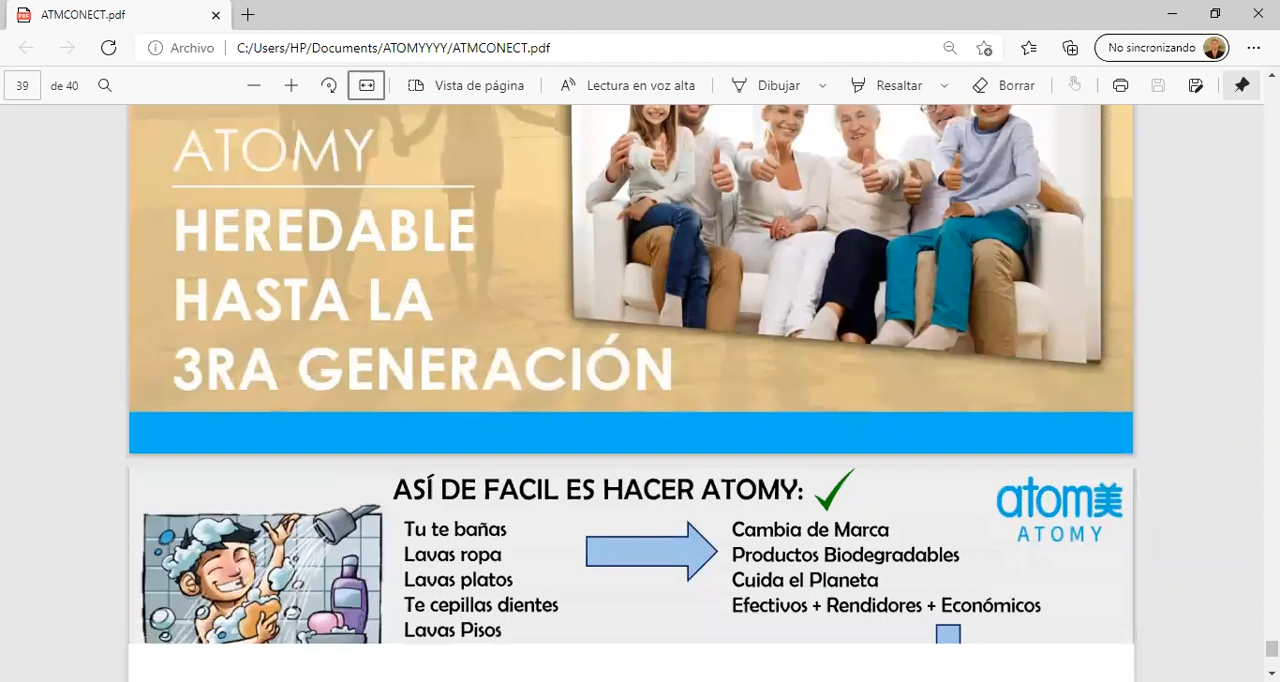 ATMCONECT.pdf
Archivo C:/Users/HP/Documents/ATOMYYYY/ATMCONECT.pdf No sincronizando
39 de 40 Vista de página Lectura en voz alta Dibujar Resaltar Borrar
ATOMY
HEREDABLE
HASTA LA
3RA GENERACIÓN
ASÍ DE FACIL ES HACER ATOMY:
atom美
ATOMY
Tu te bañas
Lavas ropa
Lavas platos
Te cepillas dientes
Lavas Pisos
Cambia de Marca
Productos Biodegradables
Cuida el Planeta
Efectivos + Rendidores + Económicos